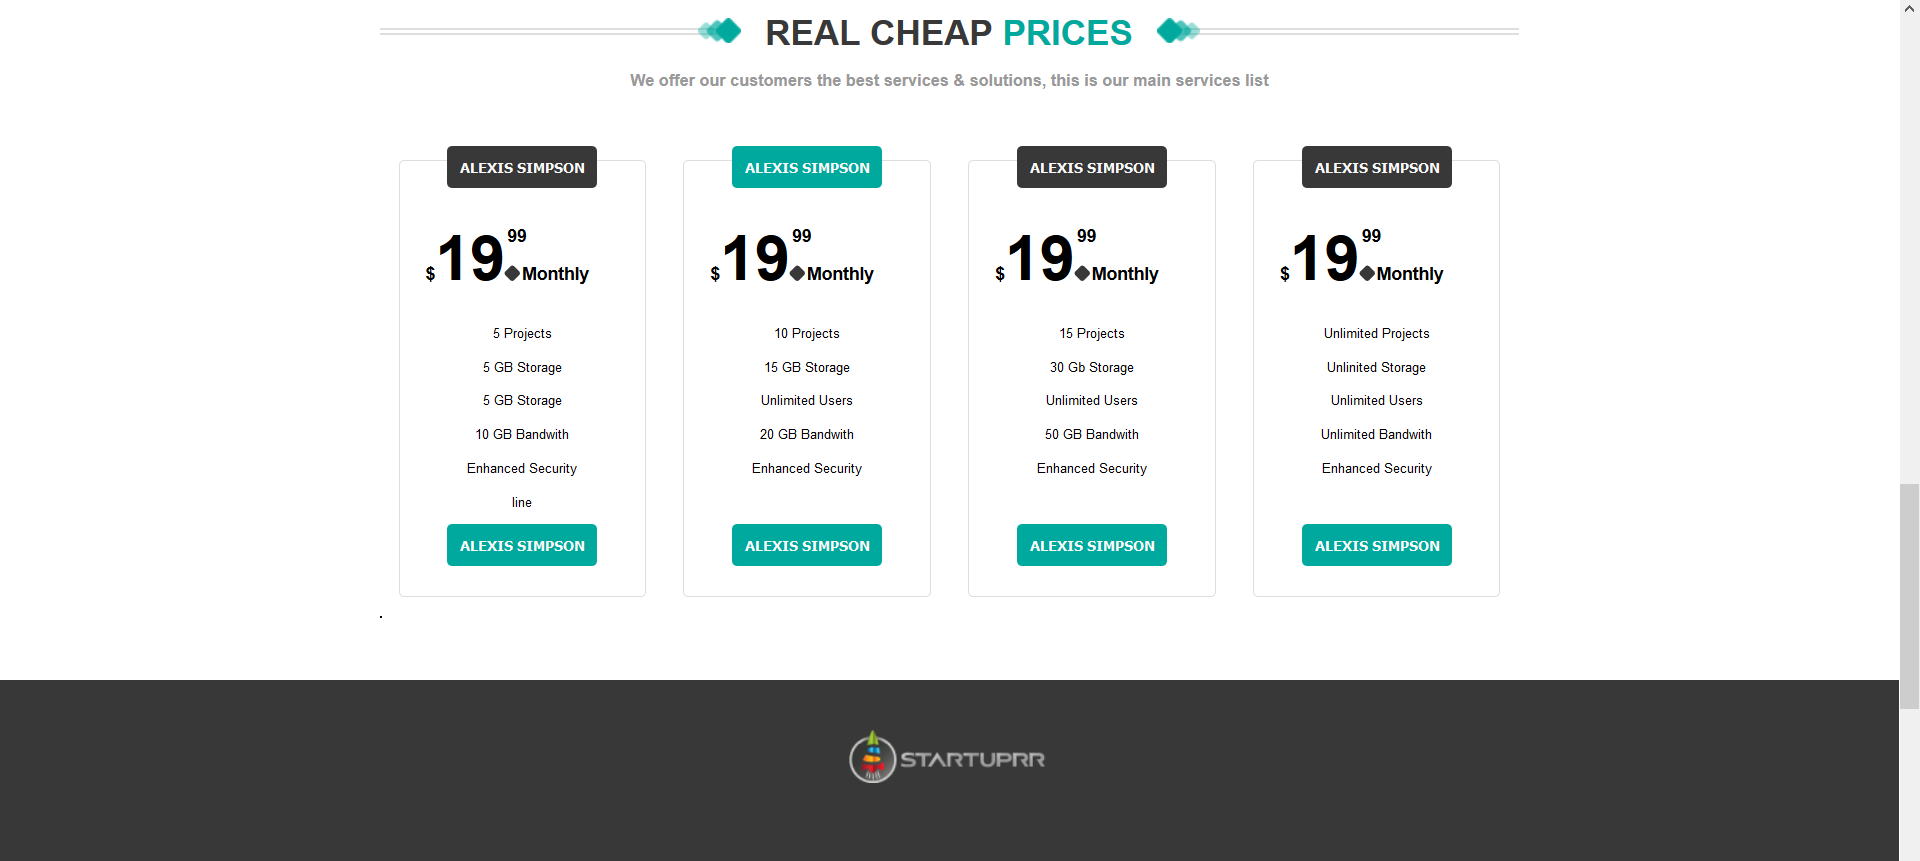 REAL CHEAP PRICES
We offer our customers the best services & solutions, this is our main services list
ALEXIS SIMPSON
$19 99 Monthly
5 Projects
5 GB Storage
5 GB Storage
10 GB Bandwith
Enhanced Security
line
ALEXIS SIMPSON
ALEXIS SIMPSON
$19 99 Monthly
10 Projects
15 GB Storage
Unlimited Users
20 GB Bandwith
Enhanced Security
ALEXIS SIMPSON
ALEXIS SIMPSON
$19 99 Monthly
15 Projects
30 Gb Storage
Unlimited Users
50 GB Bandwith
Enhanced Security
ALEXIS SIMPSON
ALEXIS SIMPSON
$19 99 Monthly
Unlimited Projects
Unlinited Storage
Unlimited Users
Unlimited Bandwith
Enhanced Security
ALEXIS SIMPSON
.
STARTUPRR